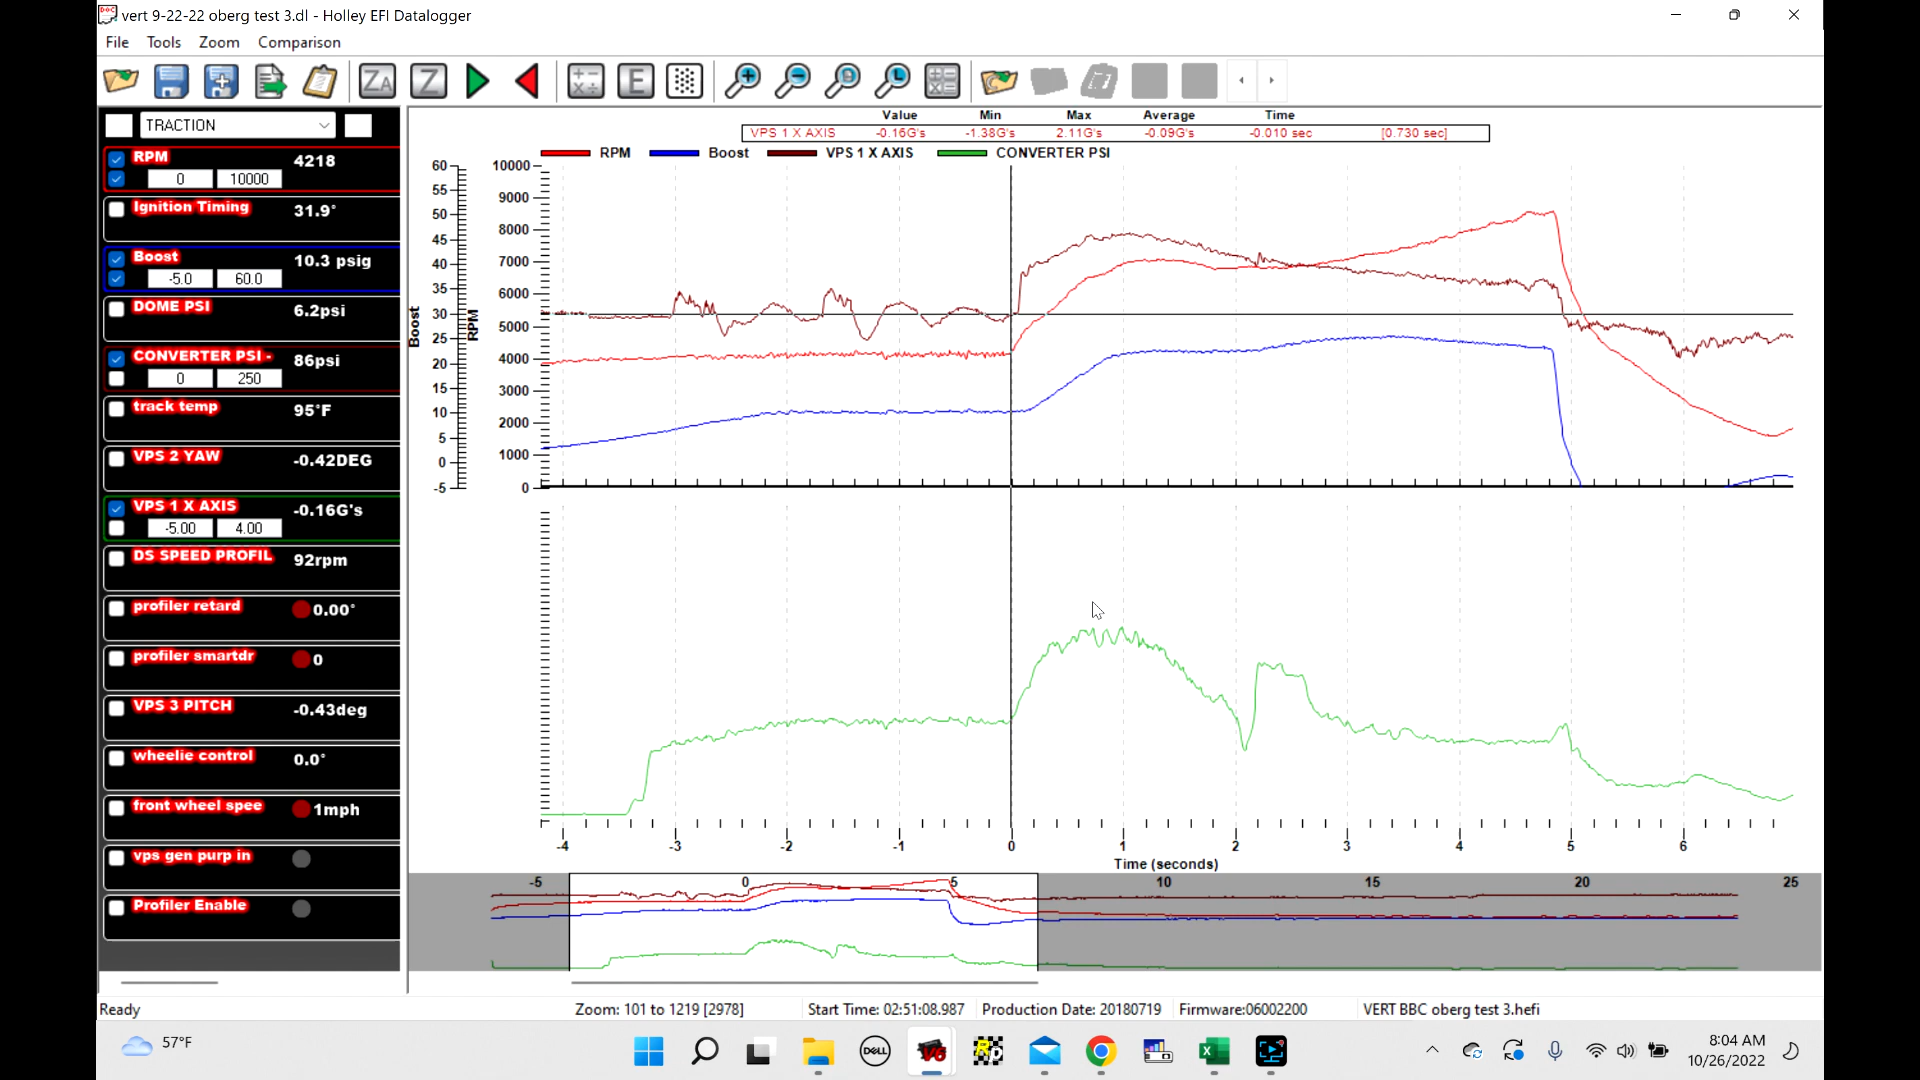 vert 9-22-22 oberg test 3.dl - Holley EFI Datalogger
File Tools Zoom Comparison
ZA Z E
TRACTION
RPM 4218
0 10000
Ignition Timing 31.9°
Boost 10.3 psig
-5.0 60.0
DOME PSI 6.2psi
CONVERTER PSI - 86psi
0 250
track temp 95°F
VPS 2 YAW -0.42DEG
VPS 1 X AXIS -0.16G's
-5.00 4.00
DS SPEED PROFIL 92rpm
profiler retard 0.00°
profiler smartdr 0
VPS 3 PITCH -0.43deg
wheelie control 0.0°
front wheel spee 1mph
vps gen purp in
Profiler Enable
Value Min Max Average Time
VPS 1 X AXIS -0.16G's -1.38G's 2.11G's -0.09G's -0.010 sec [0.730 sec]
RPM Boost VPS 1 X AXIS CONVERTER PSI
60 10000
55 9000
50 8000
45 7000
40 6000
35 5000
30 4000
25 3000
20 2000
15 1000
10 0
5
0
-5
Boost
RPM
-4 -3 -2 -1 0 1 2 3 4 5 6
Time (seconds)
-5 0 5 10 15 20 25
Ready Zoom: 101 to 1219 [2978] Start Time: 02:51:08.987 Production Date: 20180719 Firmware:06002200 VERT BBC oberg test 3.hefi
57°F
DELL V6 RP
8:04 AM
10/26/2022